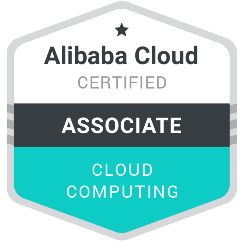 Alibaba Cloud
CERTIFIED
ASSOCIATE
CLOUD
COMPUTING